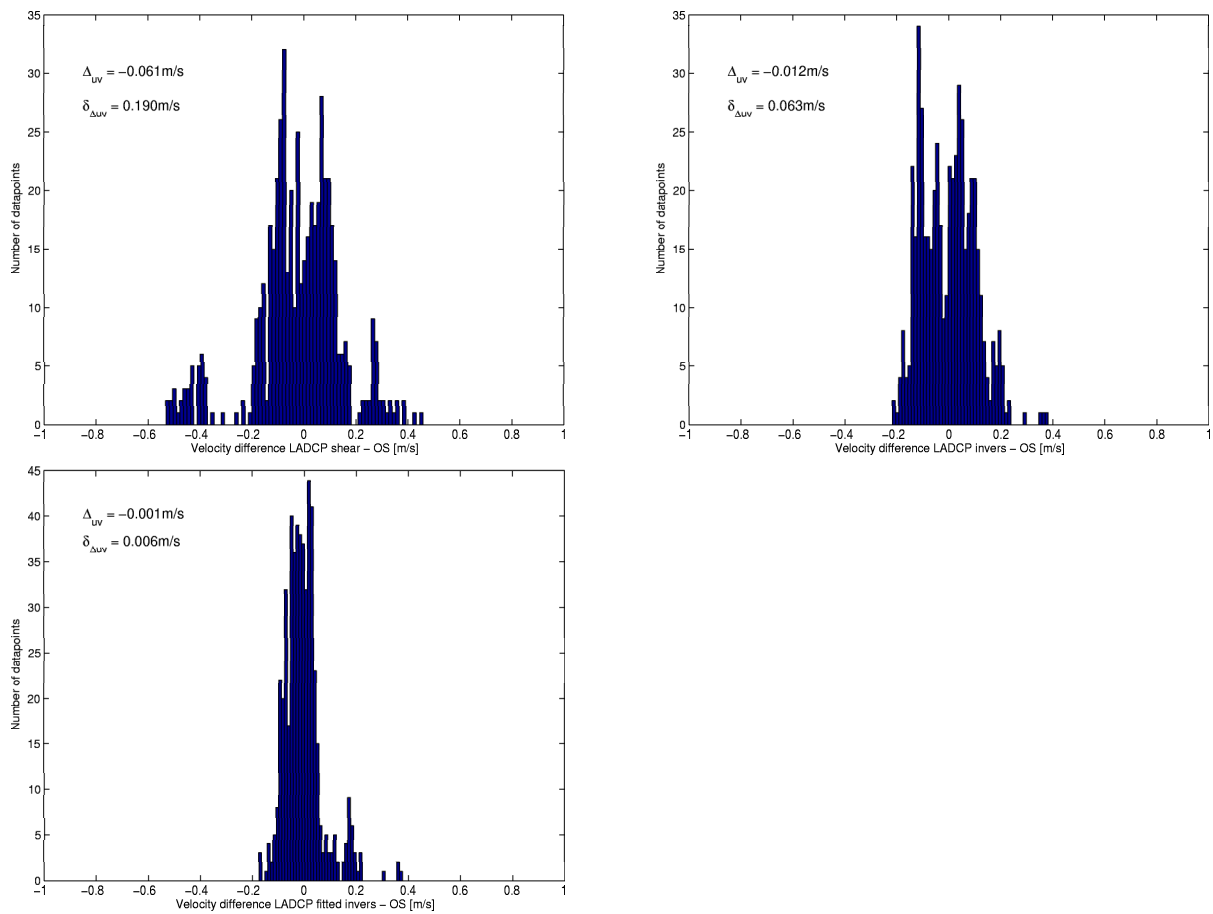 35
30
25
20
15
10
5
0
Number of datapoints
Δuv = −0.061m/s
δΔuv = 0.190m/s
−1 −0.8 −0.6 −0.4 −0.2 0 0.2 0.4 0.6 0.8 1
Velocity difference LADCP shear − OS [m/s]
35
30
25
20
15
10
5
0
Number of datapoints
Δuv = −0.012m/s
δΔuv = 0.063m/s
−1 −0.8 −0.6 −0.4 −0.2 0 0.2 0.4 0.6 0.8 1
Velocity difference LADCP invers − OS [m/s]
45
40
35
30
25
20
15
10
5
0
Number of datapoints
Δuv = −0.001m/s
δΔuv = 0.006m/s
−1 −0.8 −0.6 −0.4 −0.2 0 0.2 0.4 0.6 0.8 1
Velocity difference LADCP fitted invers − OS [m/s]